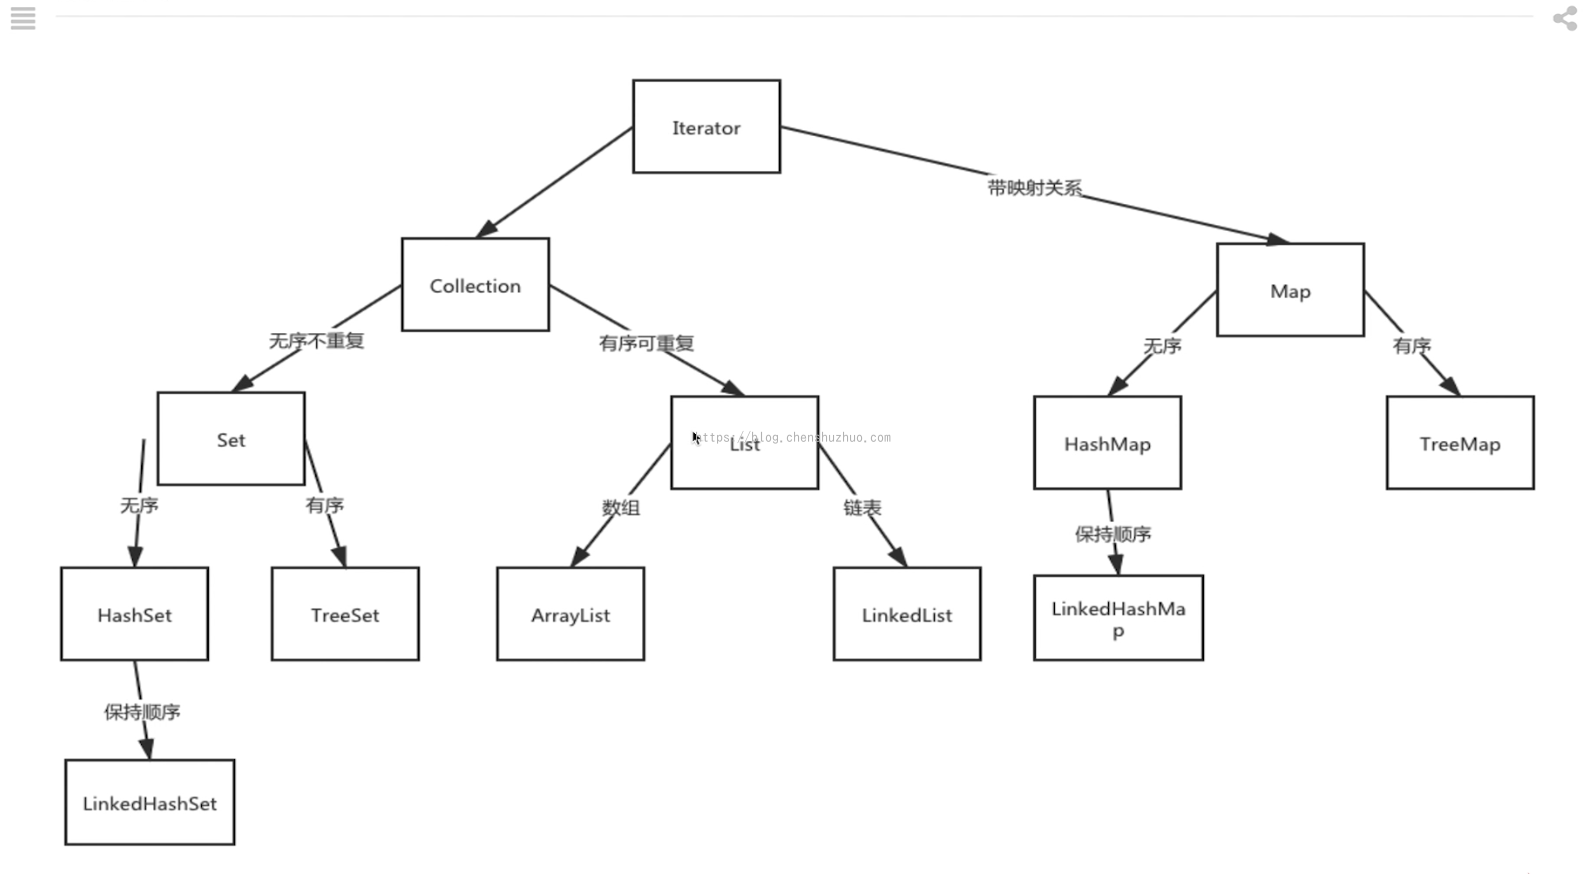 Iterator
带映射关系
Collection
Map
无序不重复
有序可重复
无序
有序
Set
https://blog.chenshuzhuo.com
List
HashMap
TreeMap
无序
有序
数组
链表
保持顺序
HashSet
TreeSet
ArrayList
LinkedList
LinkedHashMa
p
保持顺序
LinkedHashSet